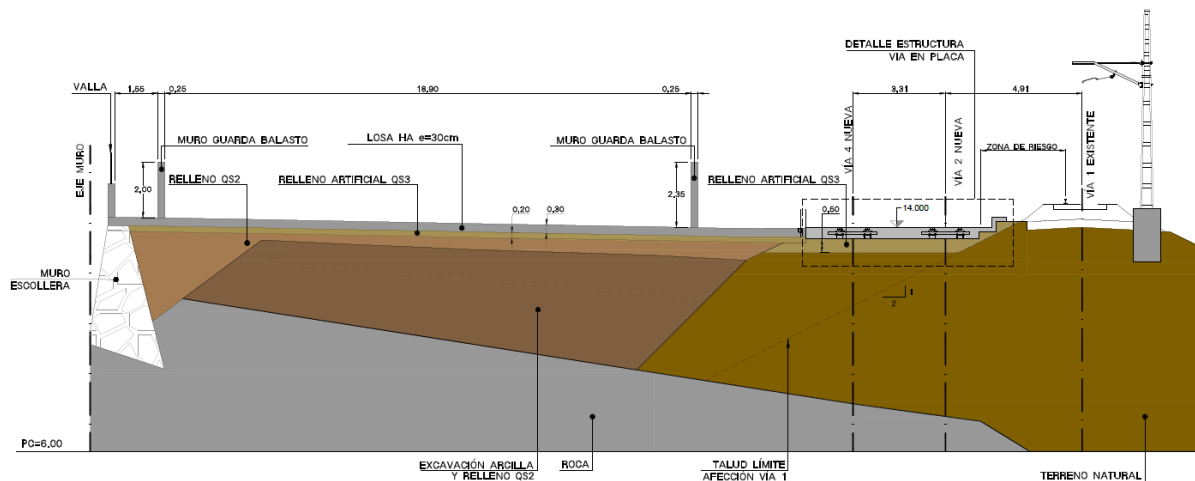 DETALLE ESTRUCTURA
VIA EN PLACA
VALLA
1,55
0,25
18,90
0,25
3,31
4,91
MURO GUARDA BALASTO
LOSA HA e=30cm
MURO GUARDA BALASTO
EJE MURO
VÍA 4 NUEVA
VÍA 2 NUEVA
ZONA DE RIESGO
VÍA 1 EXISTENTE
RELLENO QS2
RELLENO ARTIFICIAL QS3
RELLENO ARTIFICIAL QS3
2,00
2,35
0,20
0,30
0,50
14.000
MURO
ESCOLLERA
1
2
PC=6.00
EXCAVACIÓN ARCILLA
Y RELLENO QS2
ROCA
TALUD LÍMITE
AFECCIÓN VÍA 1
TERRENO NATURAL